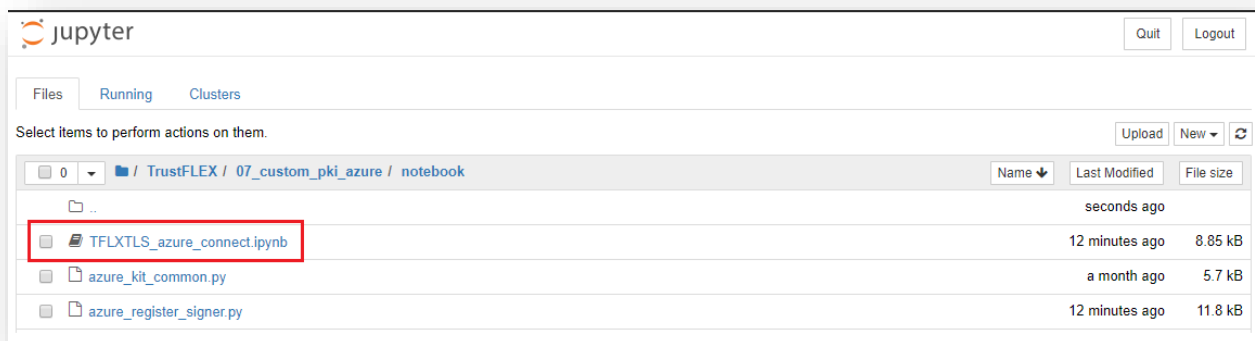 jupyter Quit Logout
Files Running Clusters
Select items to perform actions on them. Upload New
0 / TrustFLEX / 07_custom_pki_azure / notebook Name Last Modified File size
.. seconds ago
TFLXTLS_azure_connect.ipynb 12 minutes ago 8.85 kB
azure_kit_common.py a month ago 5.7 kB
azure_register_signer.py 12 minutes ago 11.8 kB